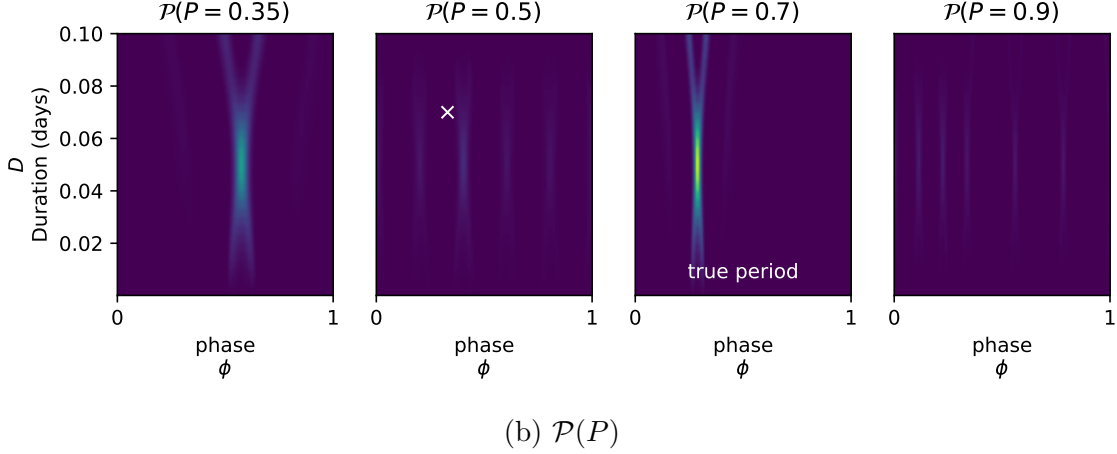 𝒫(P = 0.35)
𝒫(P = 0.5)
𝒫(P = 0.7)
𝒫(P = 0.9)
D
Duration (days)
0.10
0.08
0.06
0.04
0.02
×
true period
0 1
0 1
0 1
0 1
phase
ϕ
phase
ϕ
phase
ϕ
phase
ϕ
(b) 𝒫(P)